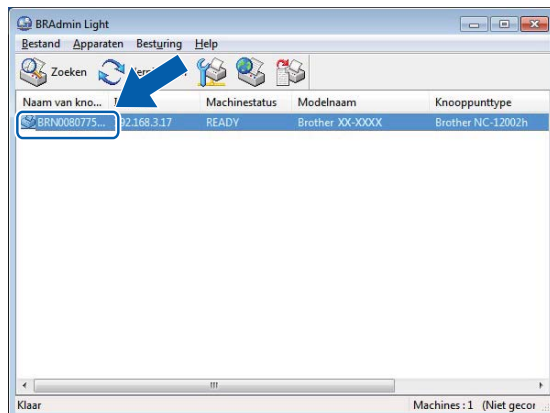 BRAdmin Light
Bestand Apparaten Besturing Help
Zoeken
Naam van kno... Machinestatus Modelnaam Knooppunttype
BRN0080775... 92.168.3.17 READY Brother XX-XXXX Brother NC-12002h
Klaar Machines : 1 (Niet gecor